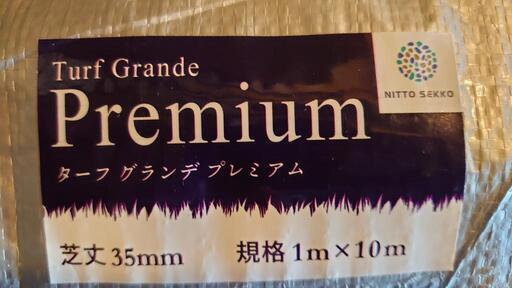 Turf Grande
Premium
ターフ グランデ プレミアム
NITTO SEKKO
芝丈 35mm
規格 1m×10m